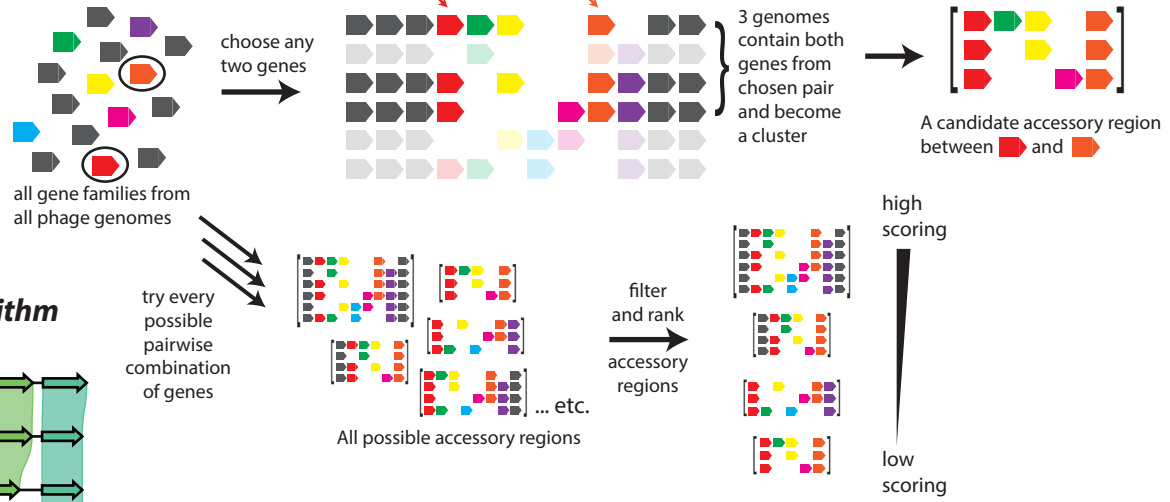 choose any
two genes
3 genomes
contain both
genes from
chosen pair
and become
a cluster
A candidate accessory region
between and
all gene families from
all phage genomes
high
scoring
ithm
try every
possible
pairwise
combination
of genes
filter
and rank
accessory
regions
... etc.
All possible accessory regions
low
scoring